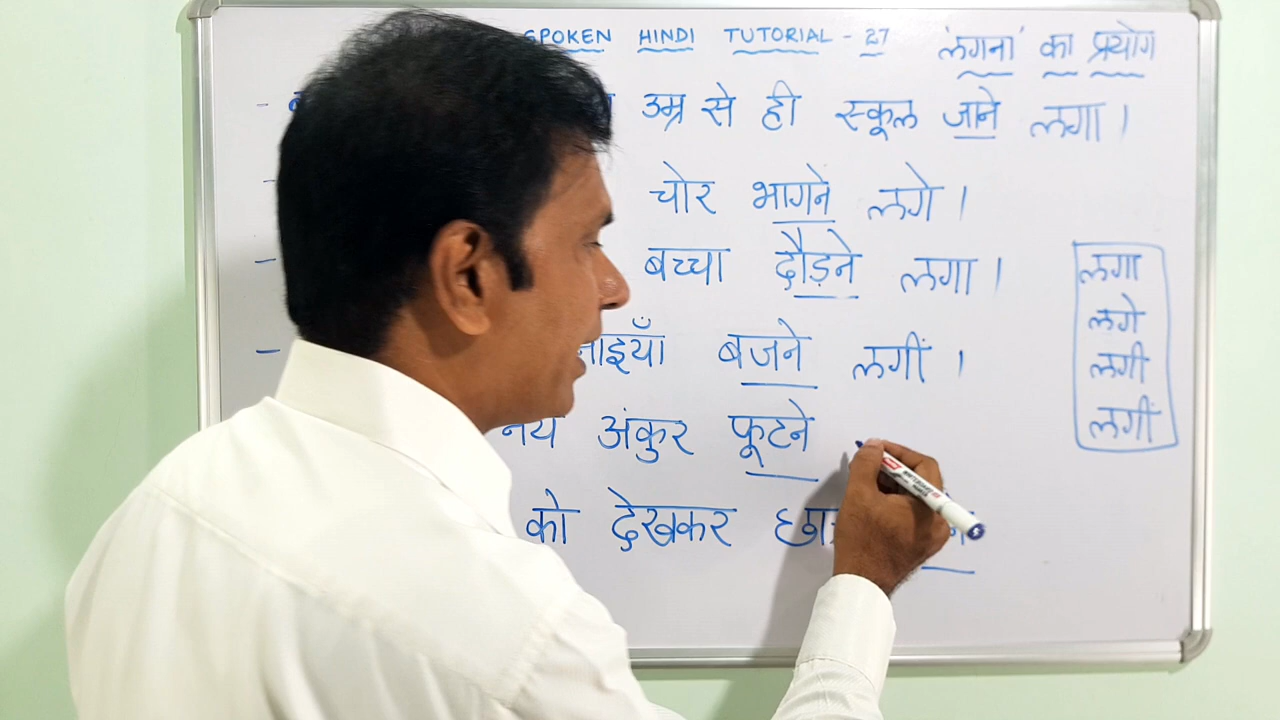 SPOKEN HINDI TUTORIAL - 27 'लगना' का प्रयोग
उम्र से ही स्कूल जाने लगा।
चोर भागने लगे।
बच्चा दौड़ने लगा।
बजने लगीं।
नये अंकुर फूटने
को देखकर
लगा
लगे
लगी
लगीं